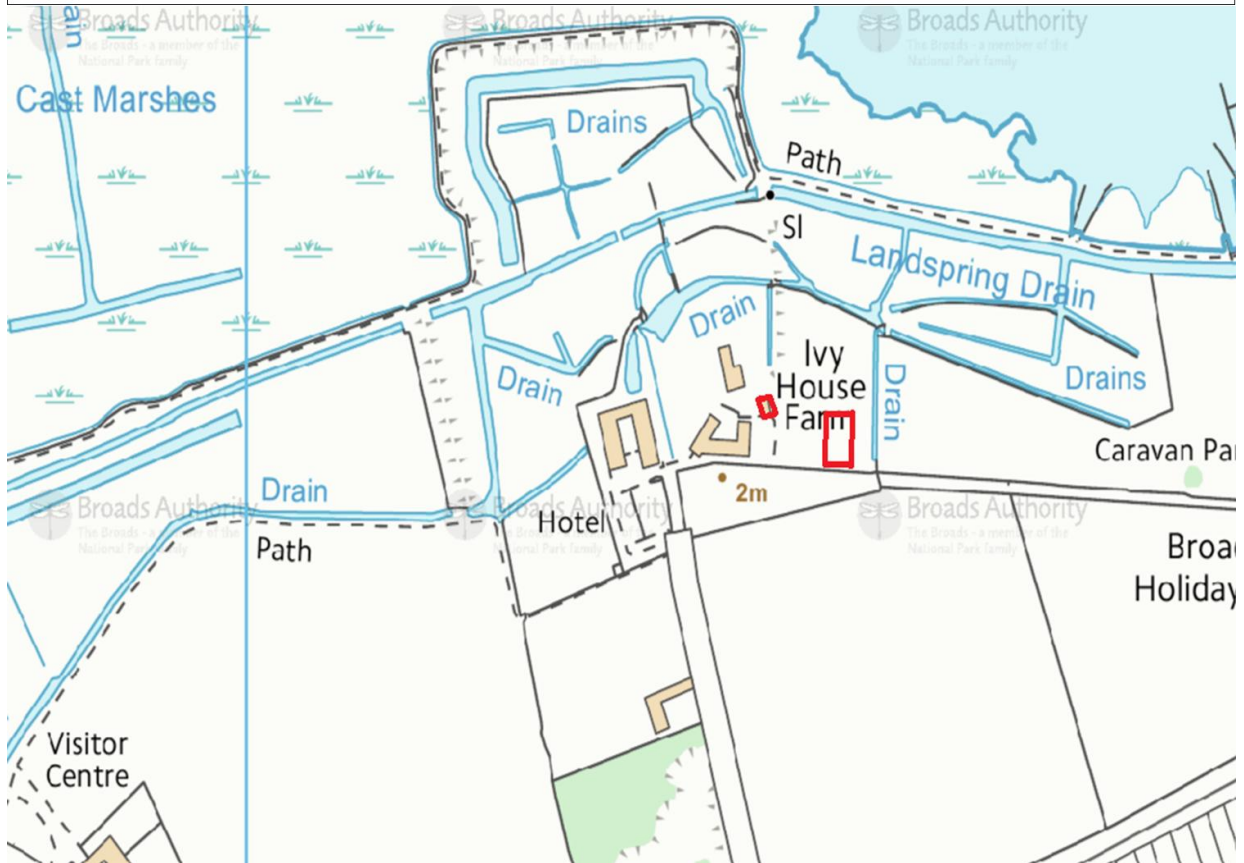 Broads Authority
The Broads - a member of the
National Park family
Broads Authority
The Broads - a member of the
National Park family
Broads Authority
The Broads - a member of the
National Park family
ain
Cast Marshes
Drains
Path
Sl
Landspring Drain
Drain
Ivy
House
Farm
Drain
Drain
Drains
Caravan Par
2m
Drain
Hotel
Path
Broads Authority
The Broads - a member of the
National Park family
Broads Authority
The Broads - a member of the
National Park family
Broads Authority
The Broads - a member of the
National Park family
Broa
Holiday
Visitor
Centre